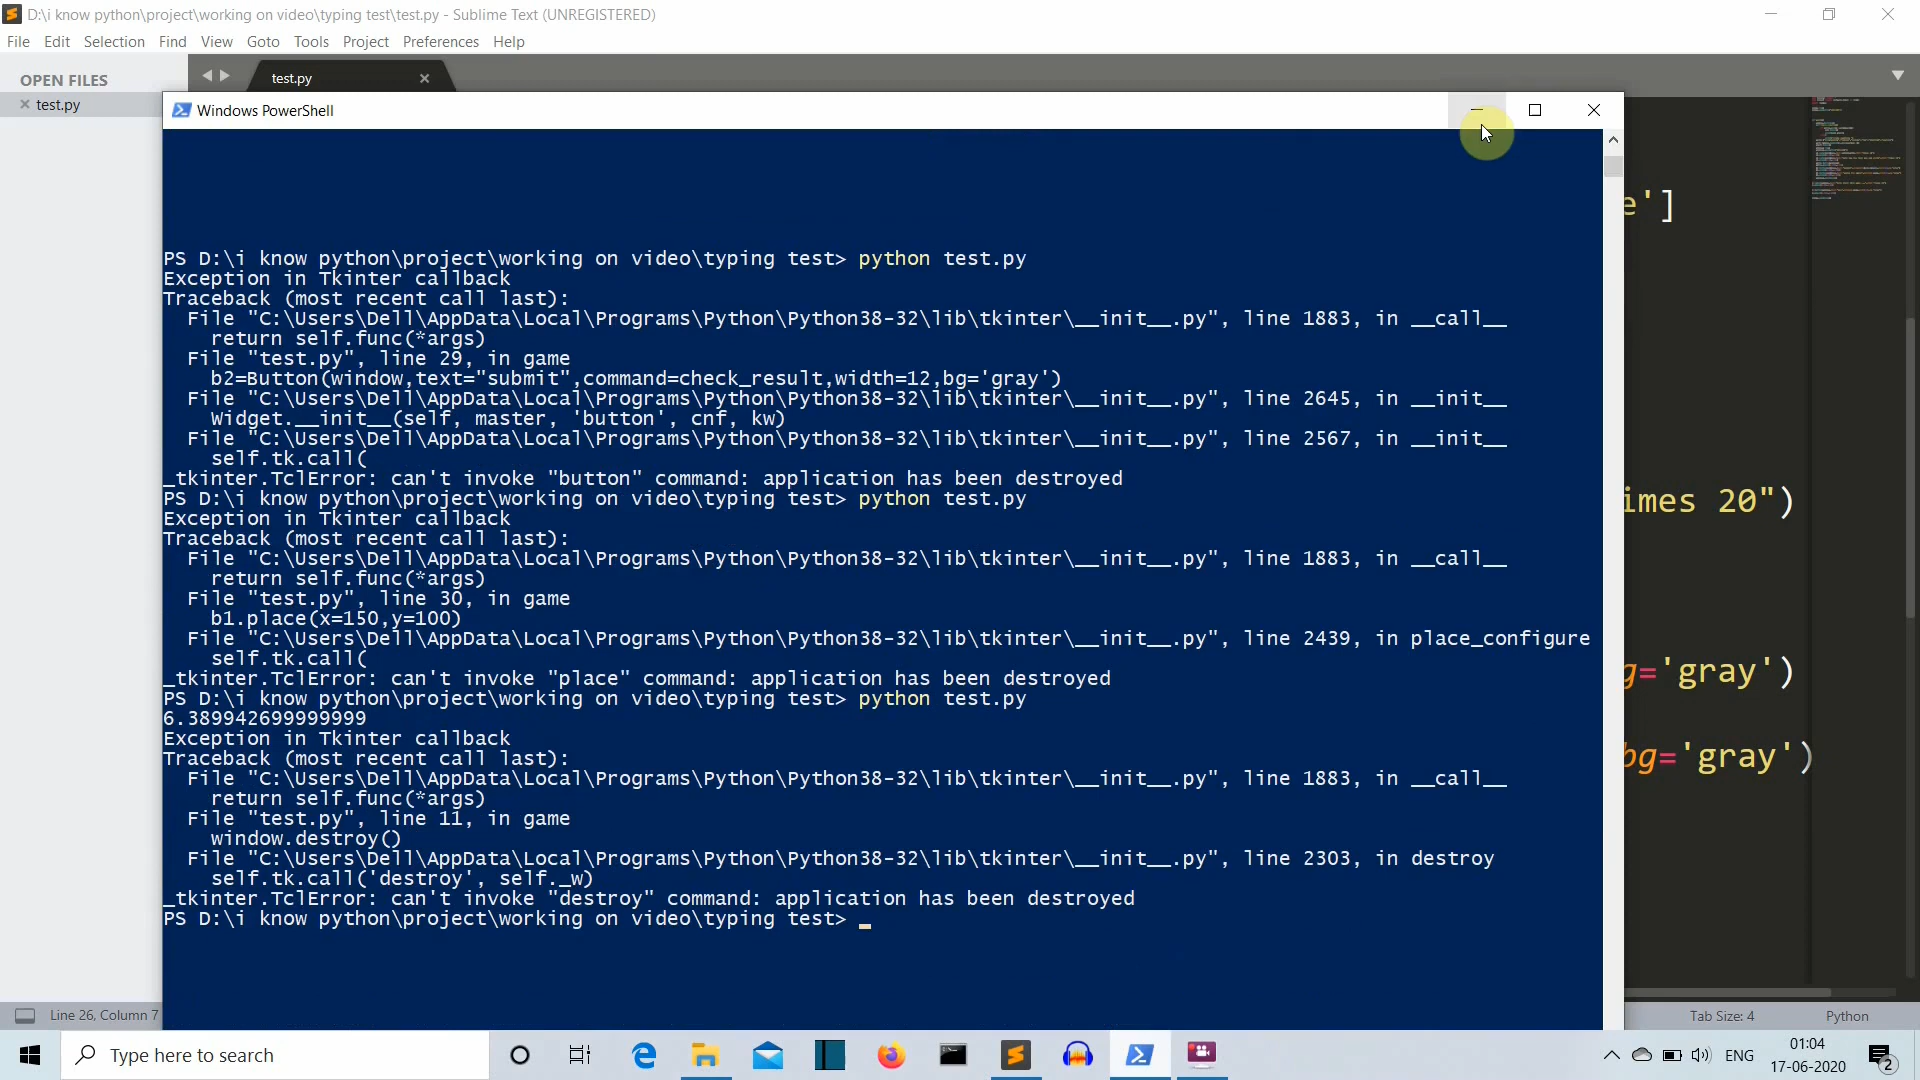 D:\i know python\project\working on video\typing test\test.py - Sublime Text (UNREGISTERED)
File Edit Selection Find View Goto Tools Project Preferences Help
OPEN FILES
test.py
test.py
Windows PowerShell
e']
PS D:\i know python\project\working on video\typing test> python test.py
Exception in Tkinter callback
Traceback (most recent call last):
File "C:\Users\Dell\AppData\Local\Programs\Python\Python38-32\lib\tkinter\__init__.py", line 1883, in __call__
return self.func(*args)
File "test.py", line 29, in game
b2=Button(window,text="submit",command=check_result,width=12,bg='gray')
File "C:\Users\Dell\AppData\Local\Programs\Python\Python38-32\lib\tkinter\__init__.py", line 2645, in __init__
Widget.__init__(self, master, 'button', cnf, kw)
File "C:\Users\Dell\AppData\Local\Programs\Python\Python38-32\lib\tkinter\__init__.py", line 2567, in __init__
self.tk.call(
_tkinter.TclError: can't invoke "button" command: application has been destroyed
PS D:\i know python\project\working on video\typing test> python test.py
Exception in Tkinter callback
Traceback (most recent call last):
File "C:\Users\Dell\AppData\Local\Programs\Python\Python38-32\lib\tkinter\__init__.py", line 1883, in __call__
return self.func(*args)
File "test.py", line 30, in game
b1.place(x=150,y=100)
File "C:\Users\Dell\AppData\Local\Programs\Python\Python38-32\lib\tkinter\__init__.py", line 2439, in place_configure
self.tk.call(
_tkinter.TclError: can't invoke "place" command: application has been destroyed
PS D:\i know python\project\working on video\typing test> python test.py
6.389942699999999
Exception in Tkinter callback
Traceback (most recent call last):
File "C:\Users\Dell\AppData\Local\Programs\Python\Python38-32\lib\tkinter\__init__.py", line 1883, in __call__
return self.func(*args)
File "test.py", line 11, in game
window.destroy()
File "C:\Users\Dell\AppData\Local\Programs\Python\Python38-32\lib\tkinter\__init__.py", line 2303, in destroy
self.tk.call('destroy', self._w)
_tkinter.TclError: can't invoke "destroy" command: application has been destroyed
PS D:\i know python\project\working on video\typing test>
imes 20")
g='gray')
bg='gray')
Line 26, Column 7
Tab Size: 4
Python
Type here to search
ENG
01:04
17-06-2020
2